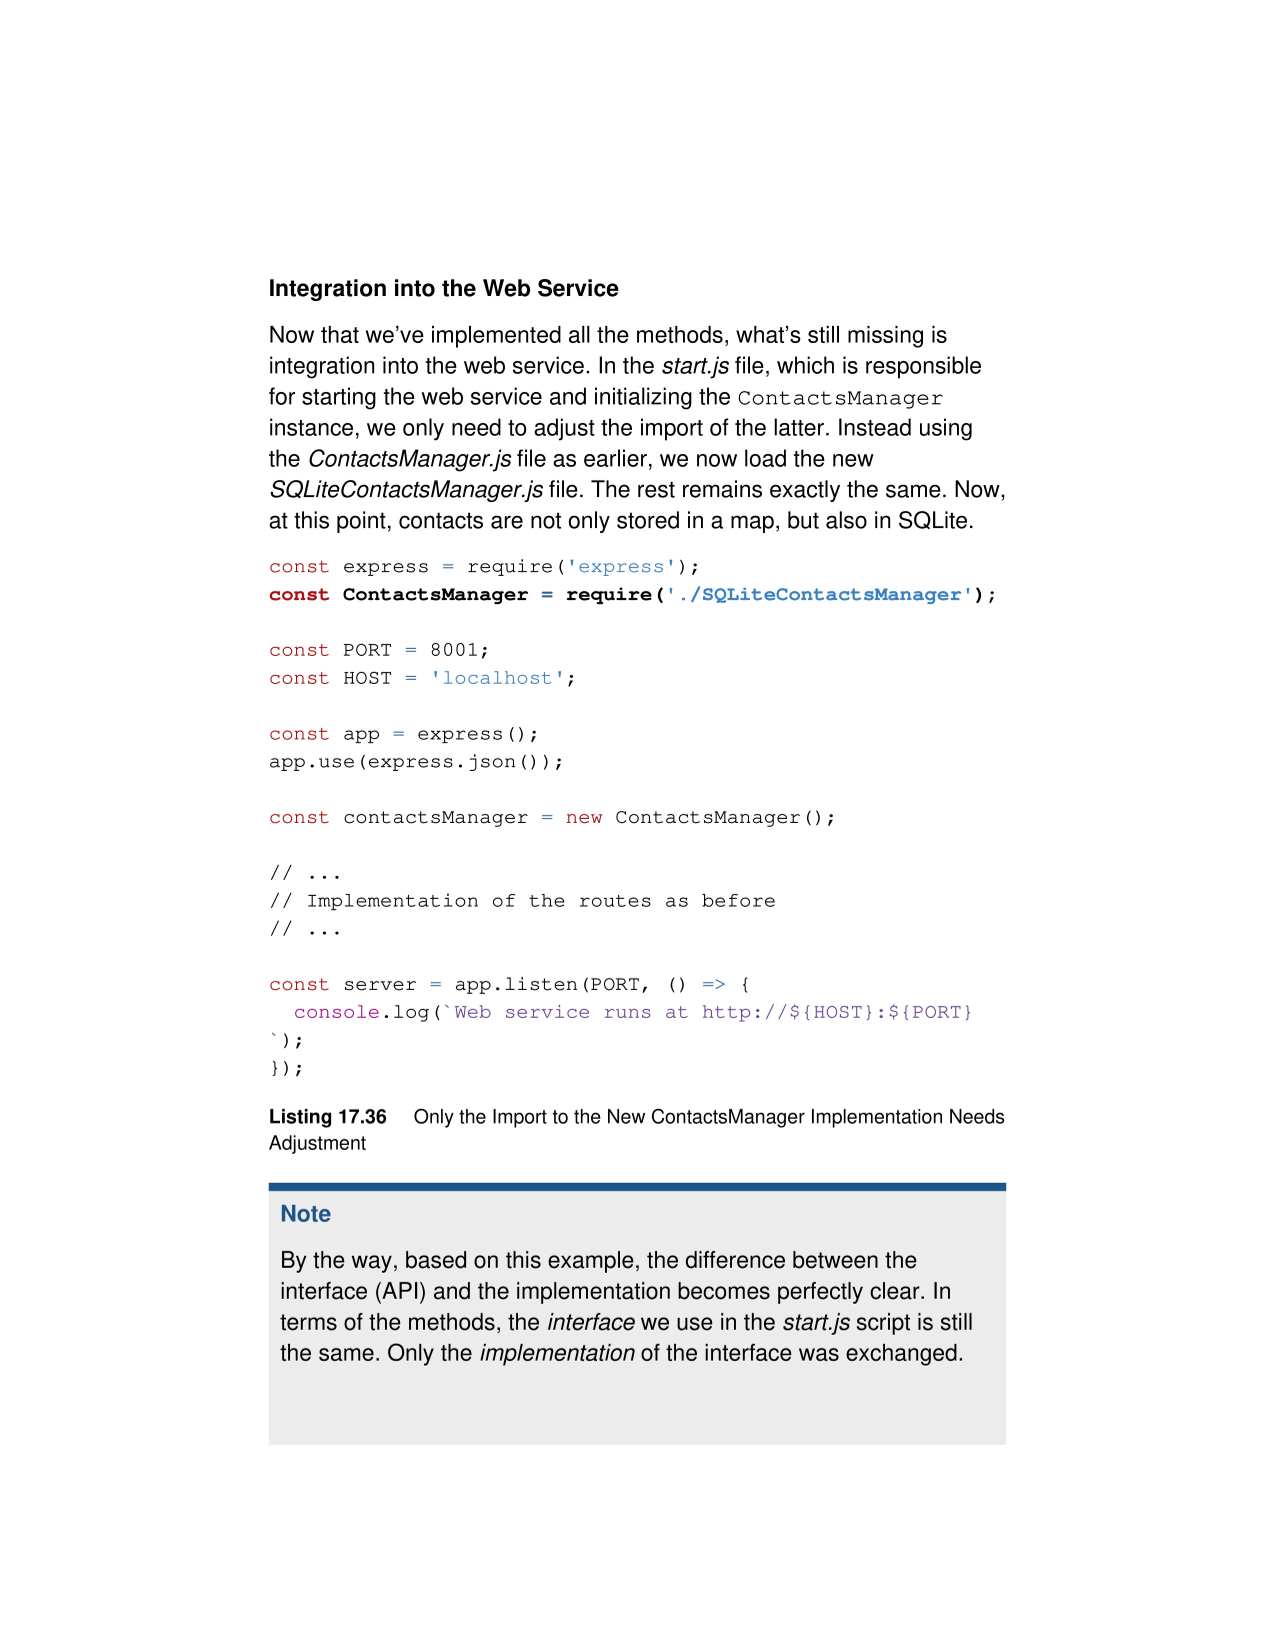 Integration into the Web Service
Now that we’ve implemented all the methods, what’s still missing is
integration into the web service. In the start.js file, which is responsible
for starting the web service and initializing the ContactsManager
instance, we only need to adjust the import of the latter. Instead using
the ContactsManager.js file as earlier, we now load the new
SQLiteContactsManager.js file. The rest remains exactly the same. Now,
at this point, contacts are not only stored in a map, but also in SQLite.
const express = require('express');
const ContactsManager = require('./SQLiteContactsManager');
const PORT = 8001;
const HOST = 'localhost';
const app = express();
app.use(express.json());
const contactsManager = new ContactsManager();
// ...
// Implementation of the routes as before
// ...
const server = app.listen(PORT, () => {
  console.log(`Web service runs at http://${HOST}:${PORT}
`);
});
Listing 17.36 Only the Import to the New ContactsManager Implementation Needs
Adjustment
Note
By the way, based on this example, the difference between the
interface (API) and the implementation becomes perfectly clear. In
terms of the methods, the interface we use in the start.js script is still
the same. Only the implementation of the interface was exchanged.